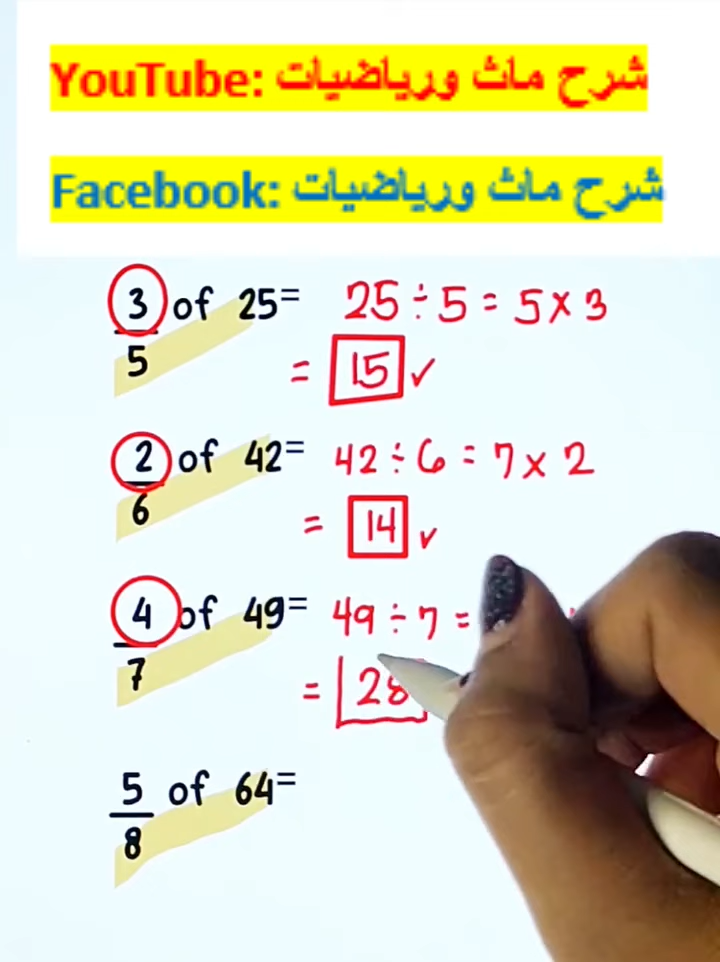 YouTube: شرح ماث ورياضيات
Facebook: شرح ماث ورياضيات
3/5 of 25= 25÷5=5×3
= 15 ✓
2/6 of 42= 42÷6=7×2
= 14 ✓
4/7 of 49= 49÷7=
= 28
5/8 of 64=